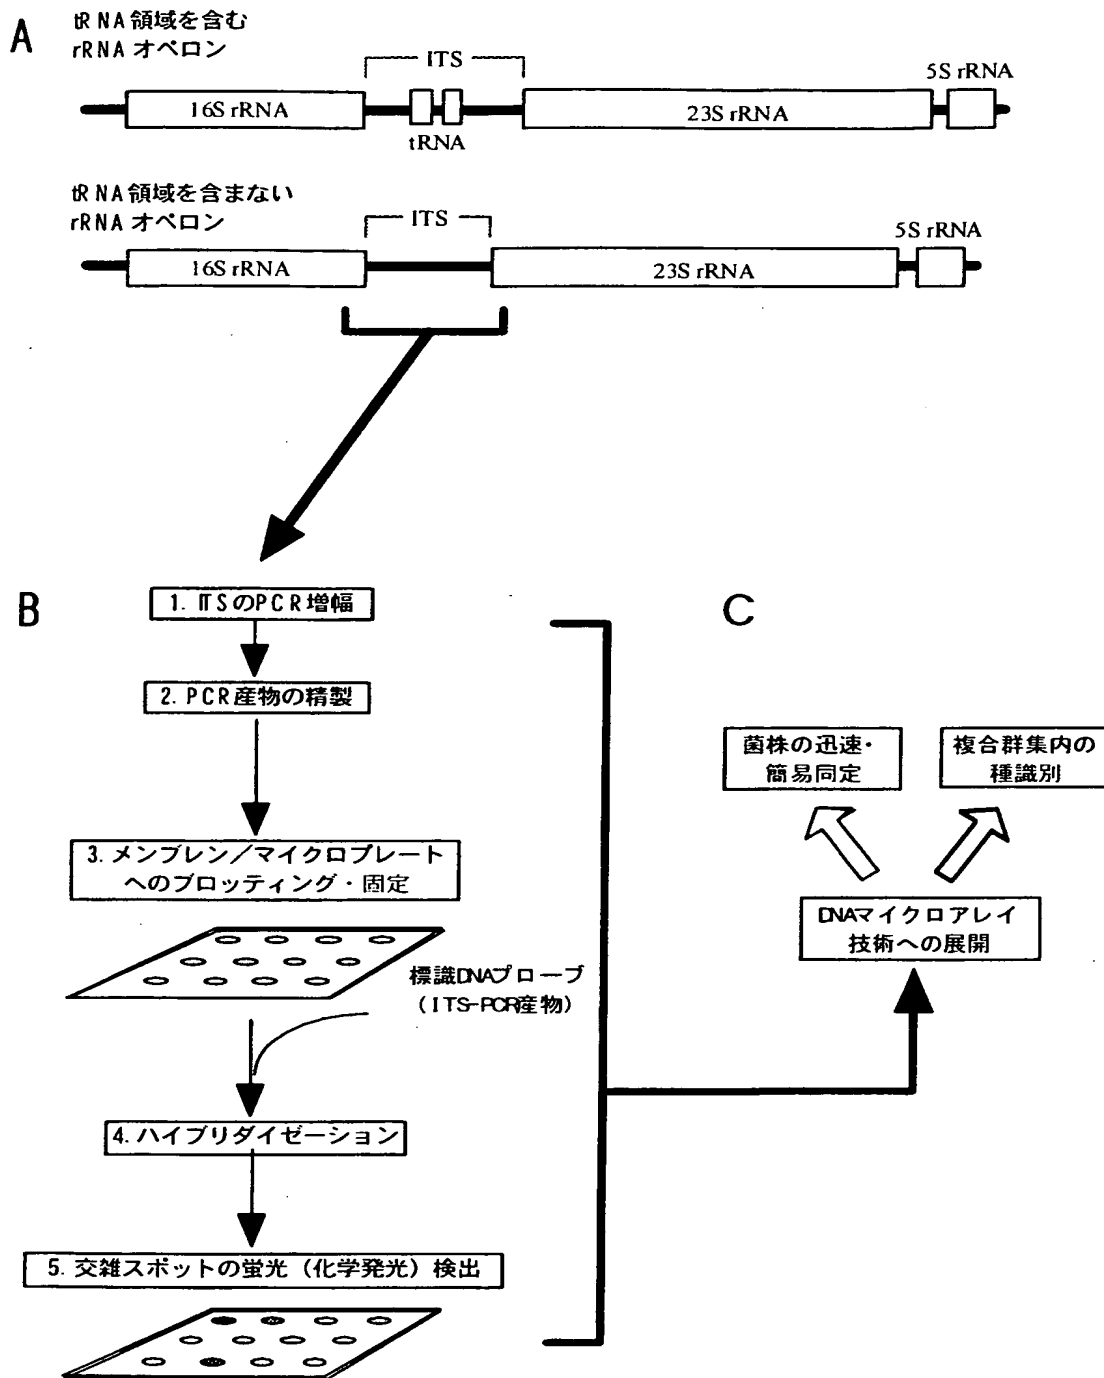 A
tRNA領域を含む
rRNAオペロン
ITS
5S rRNA
16S rRNA
23S rRNA
tRNA
tRNA領域を含まない
rRNAオペロン
ITS
5S rRNA
16S rRNA
23S rRNA
B
1. ITSのPCR増幅
2. PCR産物の精製
3. メンブレン/マイクロプレート
へのブロッティング・固定
標識DNAプローブ
(ITS-PCR産物)
4. ハイブリダイゼーション
5. 交雑スポットの蛍光(化学発光)検出
C
菌株の迅速・
簡易同定
複合群集内の
種識別
DNAマイクロアレイ
技術への展開